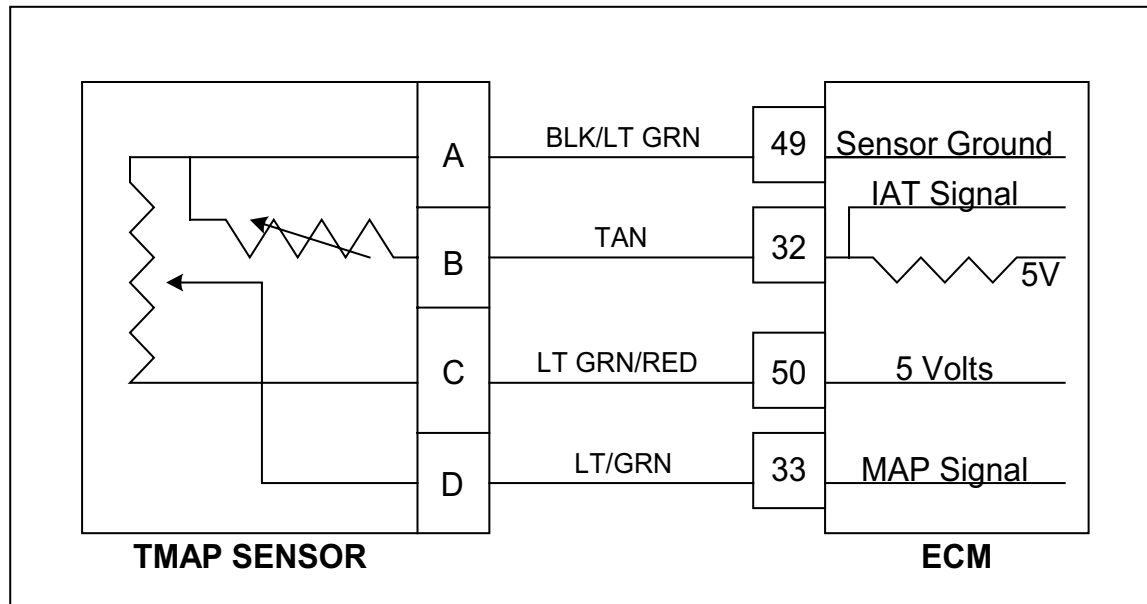 A BLK/LT GRN 49 Sensor Ground
IAT Signal
B TAN 32
5V
C LT GRN/RED 50 5 Volts
D LT/GRN 33 MAP Signal
TMAP SENSOR ECM